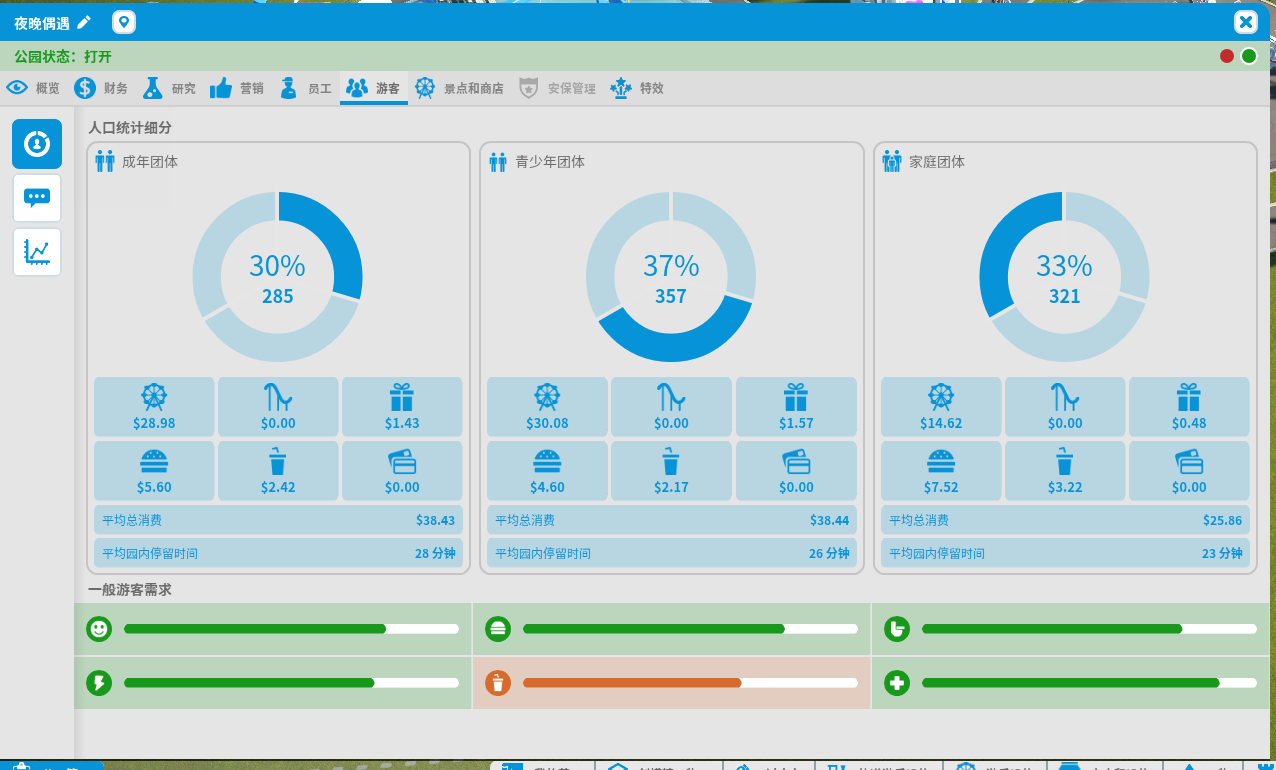 夜晚偶遇
公园状态：打开
概览 财务 研究 营销 员工 游客 景点和商店 安保管理 特效
人口统计细分
成年团体
30%
285
$28.98 $0.00 $1.43
$5.60 $2.42 $0.00
平均总消费 $38.43
平均园内停留时间 28 分钟
青少年团体
37%
357
$30.08 $0.00 $1.57
$4.60 $2.17 $0.00
平均总消费 $38.44
平均园内停留时间 26 分钟
家庭团体
33%
321
$14.62 $0.00 $0.48
$7.52 $3.22 $0.00
平均总消费 $25.86
平均园内停留时间 23 分钟
一般游客需求